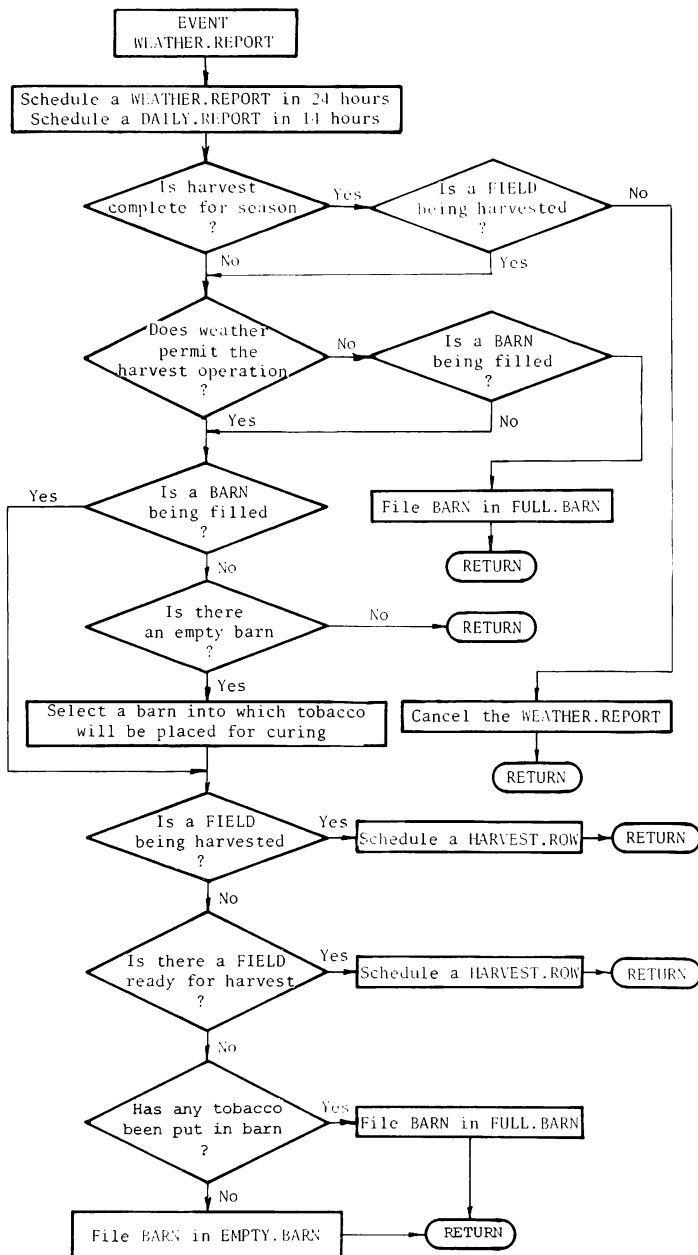 EVENT
WEATHER.REPORT
Schedule a WEATHER.REPORT in 24 hours
Schedule a DAILY.REPORT in 14 hours
Is harvest
complete for season
?
Yes
Is a FIELD
being harvested
?
No
No
Yes
Does weather
permit the
harvest operation
?
No
Is a BARN
being filled
?
Yes
No
Yes
Is a BARN
being filled
?
File BARN in FULL.BARN
RETURN
No
Is there
an empty barn
?
No
RETURN
Yes
Select a barn into which tobacco
will be placed for curing
Cancel the WEATHER.REPORT
RETURN
Is a FIELD
being harvested
?
Yes
Schedule a HARVEST.ROW
RETURN
No
Is there a FIELD
ready for harvest
?
Yes
Schedule a HARVEST.ROW
RETURN
No
Has any tobacco
been put in barn
?
Yes
File BARN in FULL.BARN
No
File BARN in EMPTY.BARN
RETURN